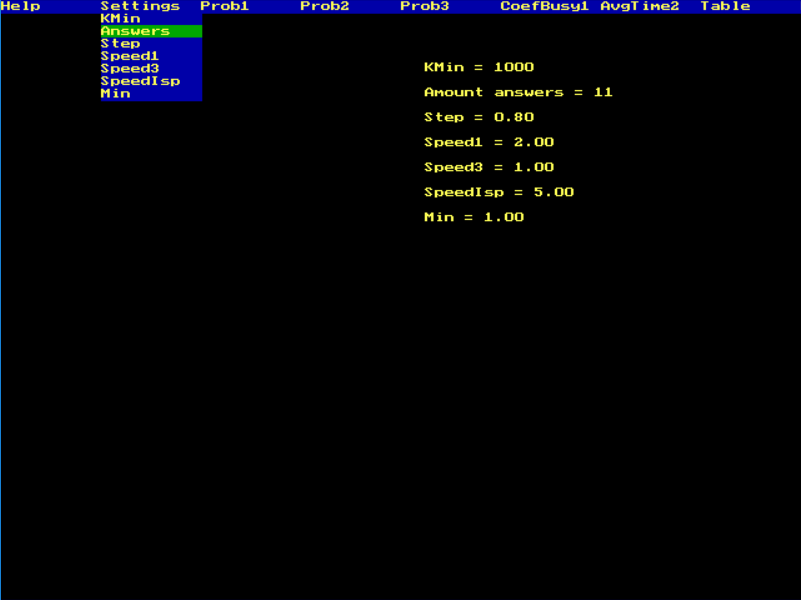 Help Settings Prob1 Prob2 Prob3 CoefBusy1 AvgTime2 Table
KMin
Answers
Step
Speed1
Speed3
SpeedIsp
Min
KMin = 1000
Amount answers = 11
Step = 0.80
Speed1 = 2.00
Speed3 = 1.00
SpeedIsp = 5.00
Min = 1.00